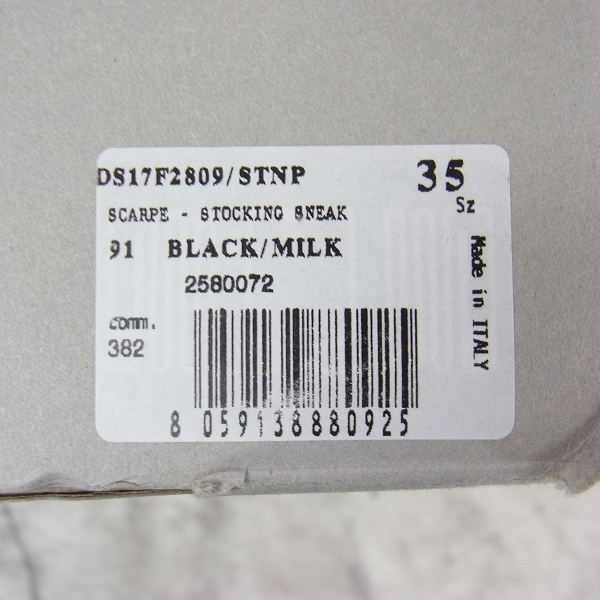 DS17F2809/STNP
35
Sz
SCARPE - STOCKING SNEAK
91 BLACK/MILK
2580072
comm.
382
8 059138880925
Made in ITALY